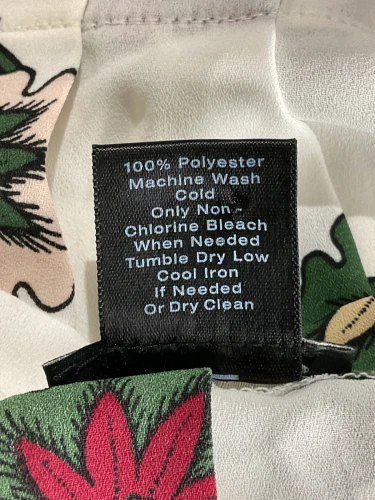 100% Polyester
Machine Wash
Cold
Only Non -
Chlorine Bleach
When Needed
Tumble Dry Low
Cool Iron
If Needed
Or Dry Clean